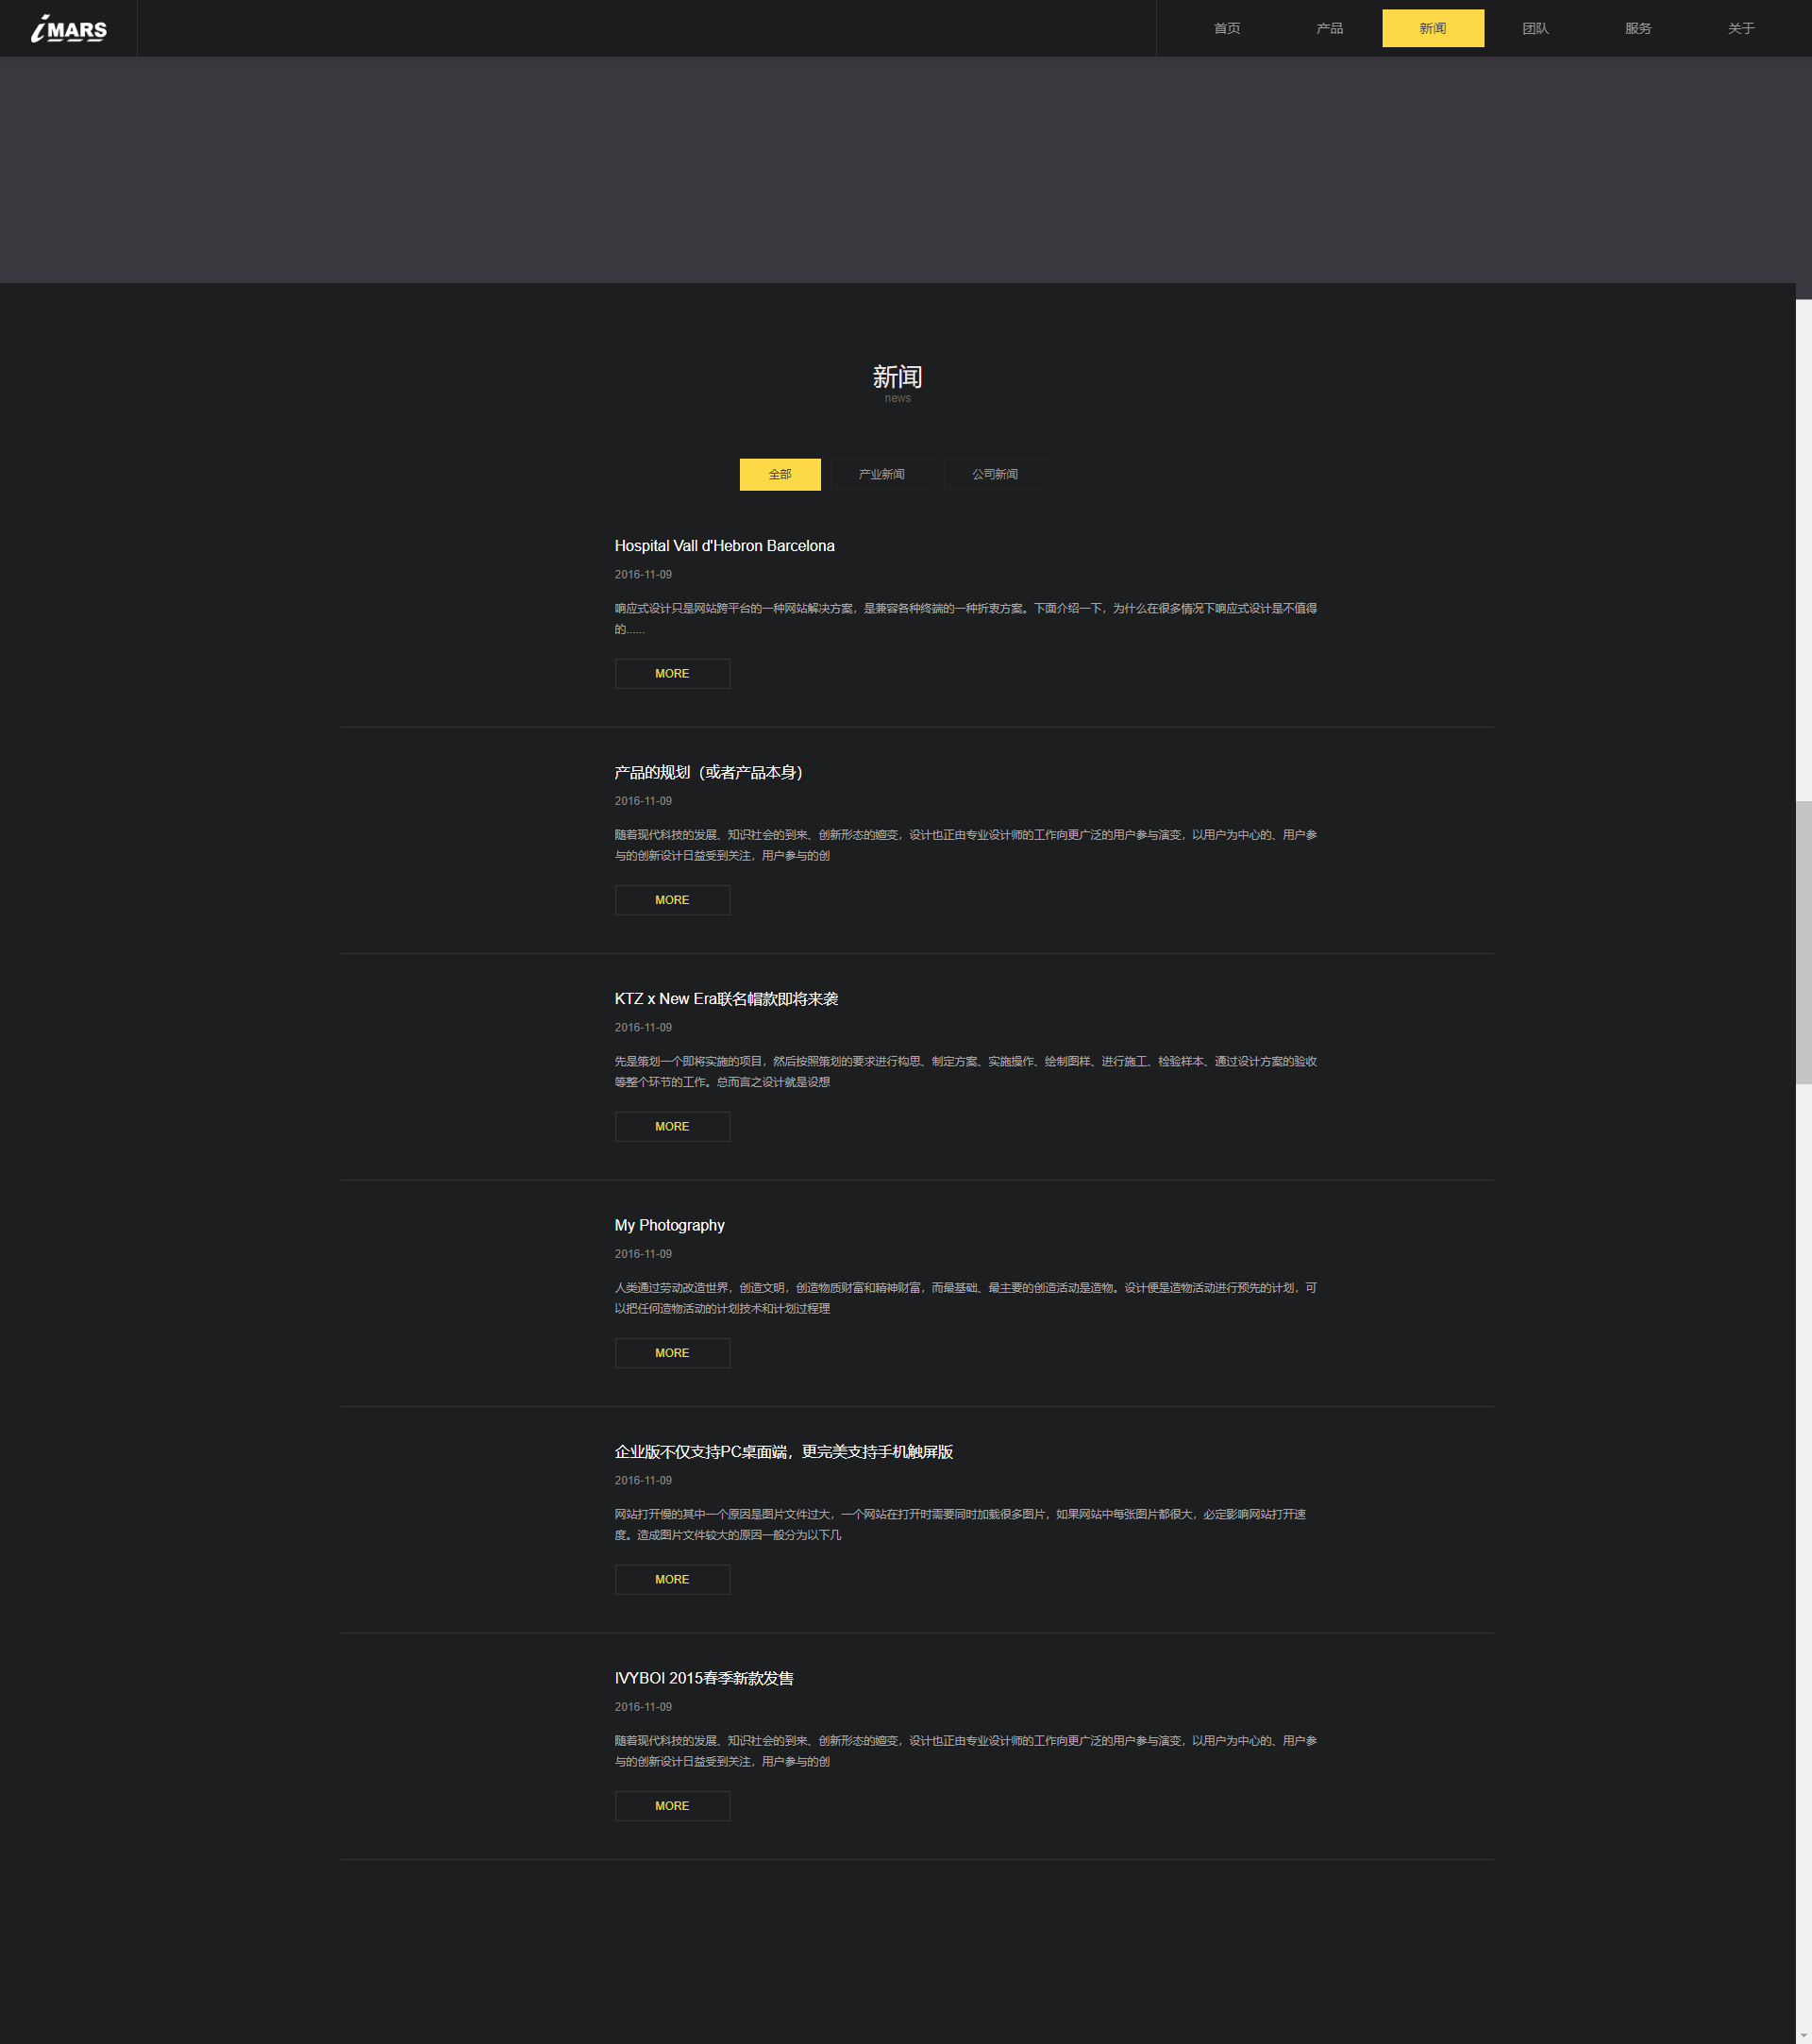 iMARS
首页 产品 新闻 团队 服务 关于
新闻
news
全部 产业新闻 公司新闻
Hospital Vall d'Hebron Barcelona
2016-11-09
响应式设计只是网站跨平台的一种网站解决方案，是兼容各种终端的一种折衷方案。下面介绍一下，为什么在很多情况下响应式设计是不值得
的……
MORE
产品的规划（或者产品本身）
2016-11-09
随着现代科技的发展、知识社会的到来、创新形态的嬗变，设计也正由专业设计师的工作向更广泛的用户参与演变，以用户为中心的、用户参
与的创新设计日益受到关注，用户参与的创
MORE
KTZ x New Era联名帽款即将来袭
2016-11-09
先是策划一个即将实施的项目，然后按照策划的要求进行构思、制定方案、实施操作、绘制图样、进行施工、检验样本、通过设计方案的验收
等整个环节的工作。总而言之设计就是设想
MORE
My Photography
2016-11-09
人类通过劳动改造世界，创造文明，创造物质财富和精神财富，而最基础、最主要的创造活动是造物。设计便是造物活动进行预先的计划，可
以把任何造物活动的计划技术和计划过程理
MORE
企业版不仅支持PC桌面端，更完美支持手机触屏版
2016-11-09
网站打开慢的其中一个原因是图片文件过大，一个网站在打开时需要同时加载很多图片，如果网站中每张图片都很大，必定影响网站打开速
度。造成图片文件较大的原因一般分为以下几
MORE
IVYBOI 2015春季新款发售
2016-11-09
随着现代科技的发展、知识社会的到来、创新形态的嬗变，设计也正由专业设计师的工作向更广泛的用户参与演变，以用户为中心的、用户参
与的创新设计日益受到关注，用户参与的创
MORE